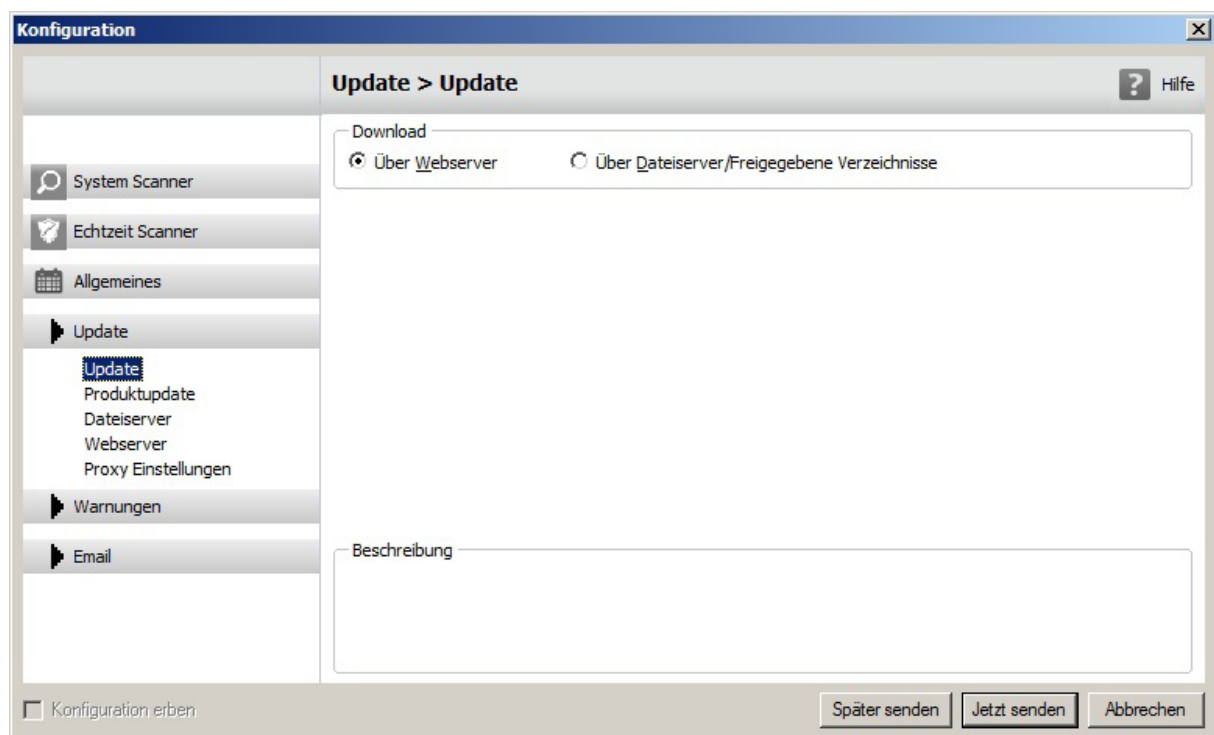 Konfiguration
Update > Update
? Hilfe
System Scanner
Echtzeit Scanner
Allgemeines
Update
Update
Produktupdate
Dateiserver
Webserver
Proxy Einstellungen
Warnungen
Email
Download
Über Webserver
Über Dateiserver/Freigegebene Verzeichnisse
Beschreibung
Konfiguration erben
Später senden
Jetzt senden
Abbrechen